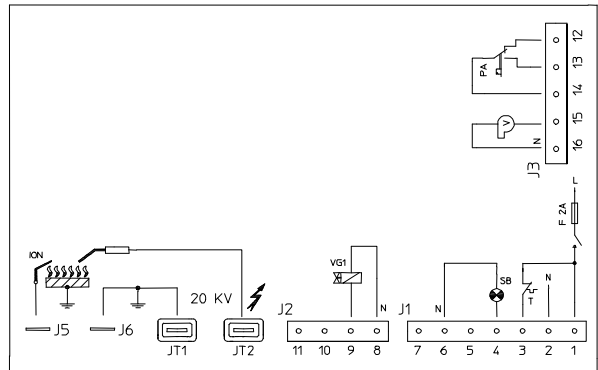 12
PA
13
14
V
15
N
16
J3
L
F 2A
ION
VG1
SB
T
N
20 KV
J2
N
J1
N
J5
J6
JT1
JT2
11 10 9 8
7 6 5 4 3 2 1